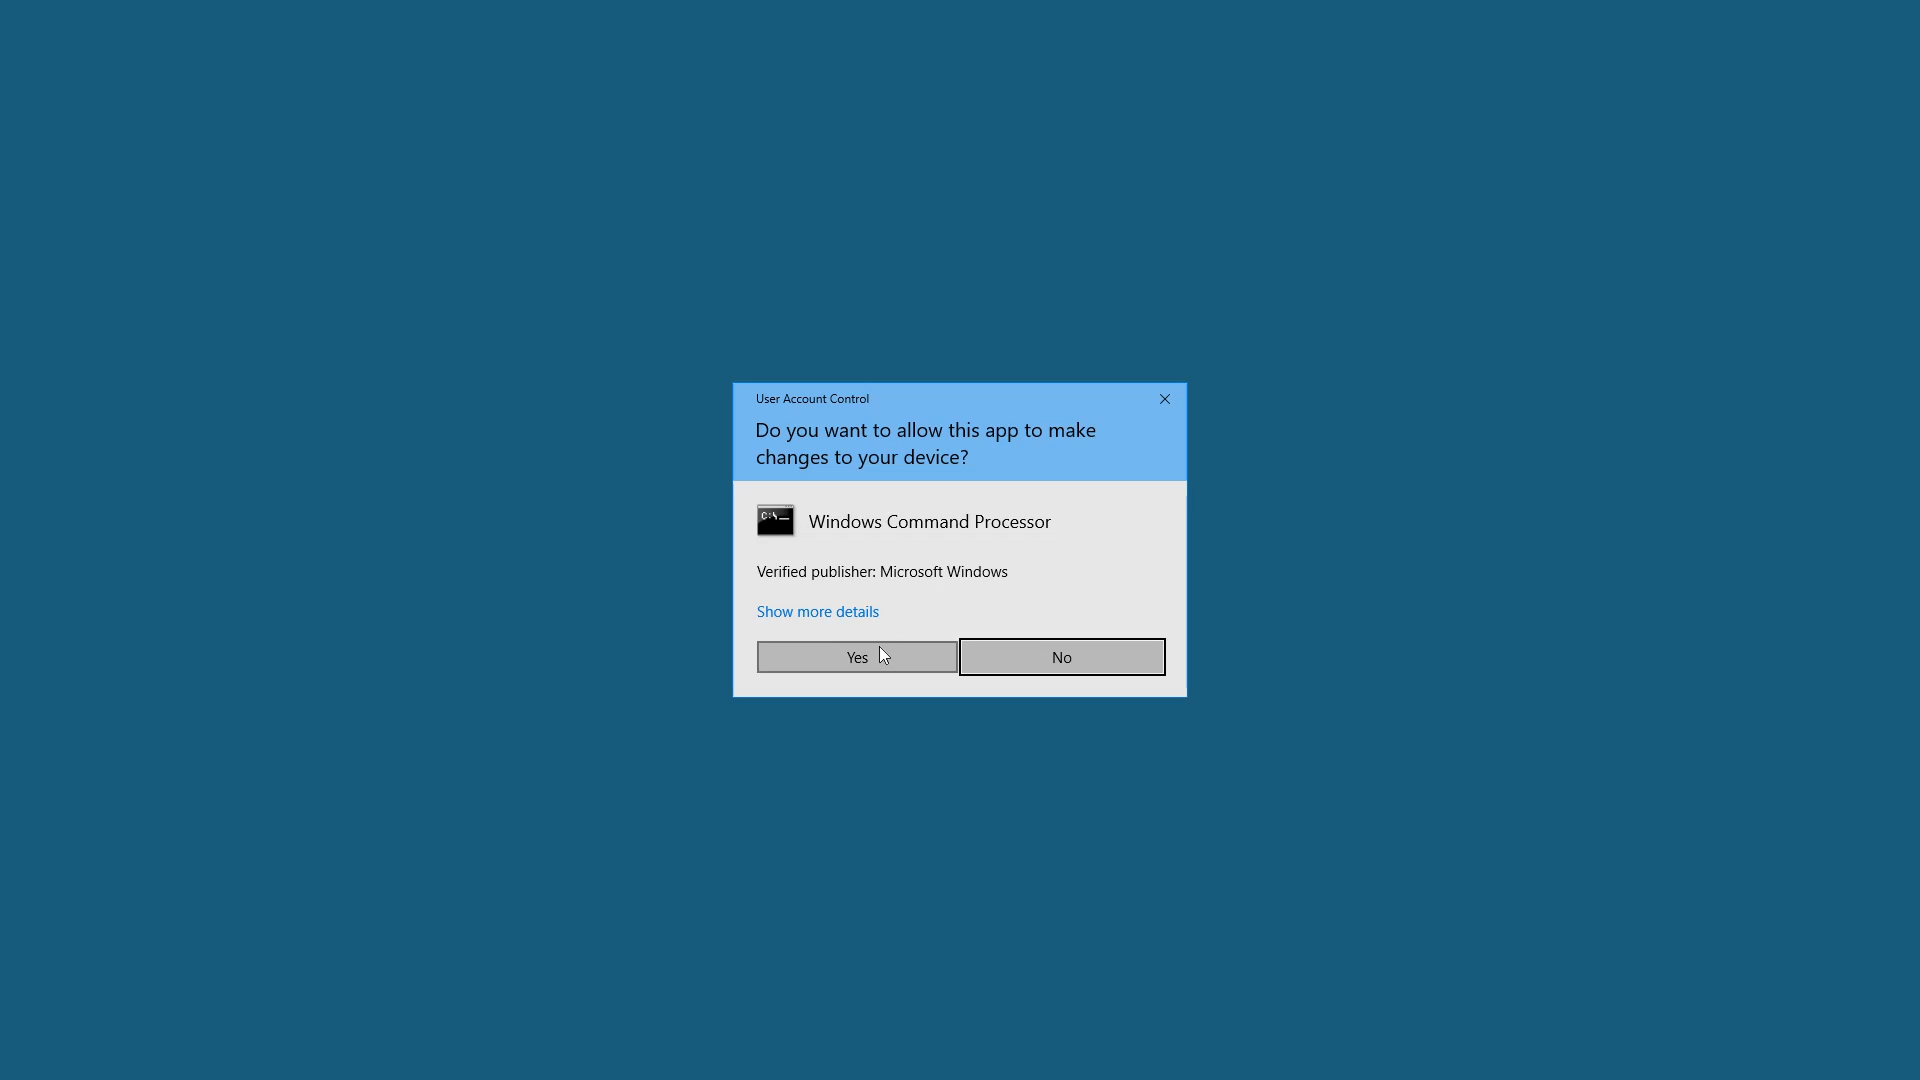 User Account Control
Do you want to allow this app to make
changes to your device?
C:\_
Windows Command Processor
Verified publisher: Microsoft Windows
Show more details
Yes
No